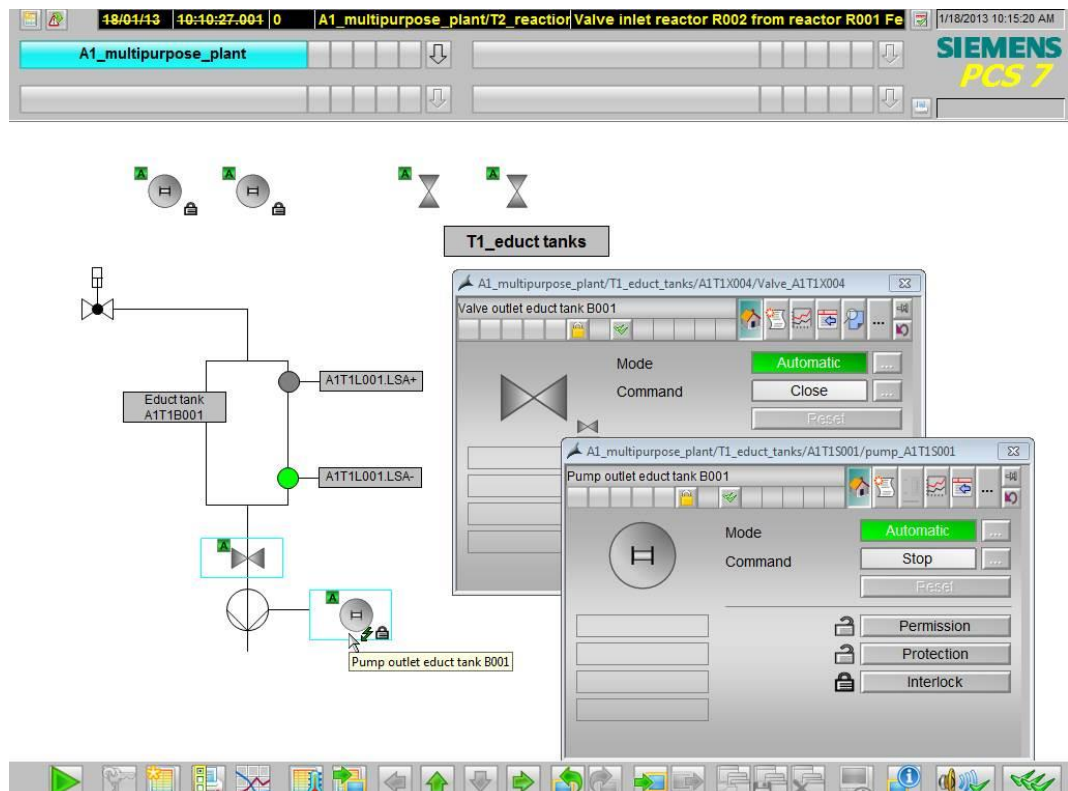 18/01/13 10:10:27.001 0 A1_multipurpose_plant/T2_reaction Valve inlet reactor R002 from reactor R001 Fe 1/18/2013 10:15:20 AM
A1_multipurpose_plant
SIEMENS
PCS 7
A
A
A
A
T1_educt tanks
A1_multipurpose_plant/T1_educt_tanks/A1T1X004/Valve_A1T1X004
Valve outlet educt tank B001
...
Mode Automatic ...
Command Close ...
Reset
A1T1L001.LSA+
Educt tank
A1T1B001
A1T1L001.LSA-
A1_multipurpose_plant/T1_educt_tanks/A1T1S001/pump_A1T1S001
Pump outlet educt tank B001
...
Mode Automatic ...
Command Stop ...
Reset
Permission
Protection
Interlock
A
A
Pump outlet educt tank B001